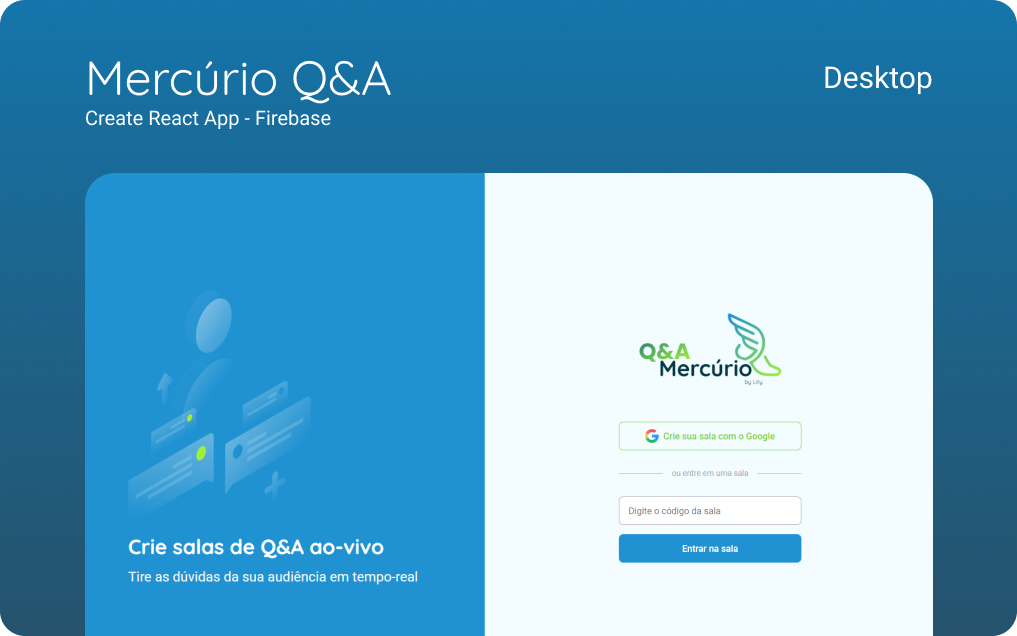 Mercúrio Q&A
Desktop
Create React App - Firebase
Q&A
Mercúrio
by Lilly
Crie sua sala com o Google
ou entre em uma sala
Digite o código da sala
Entrar na sala
Crie salas de Q&A ao-vivo
Tire as dúvidas da sua audiência em tempo-real